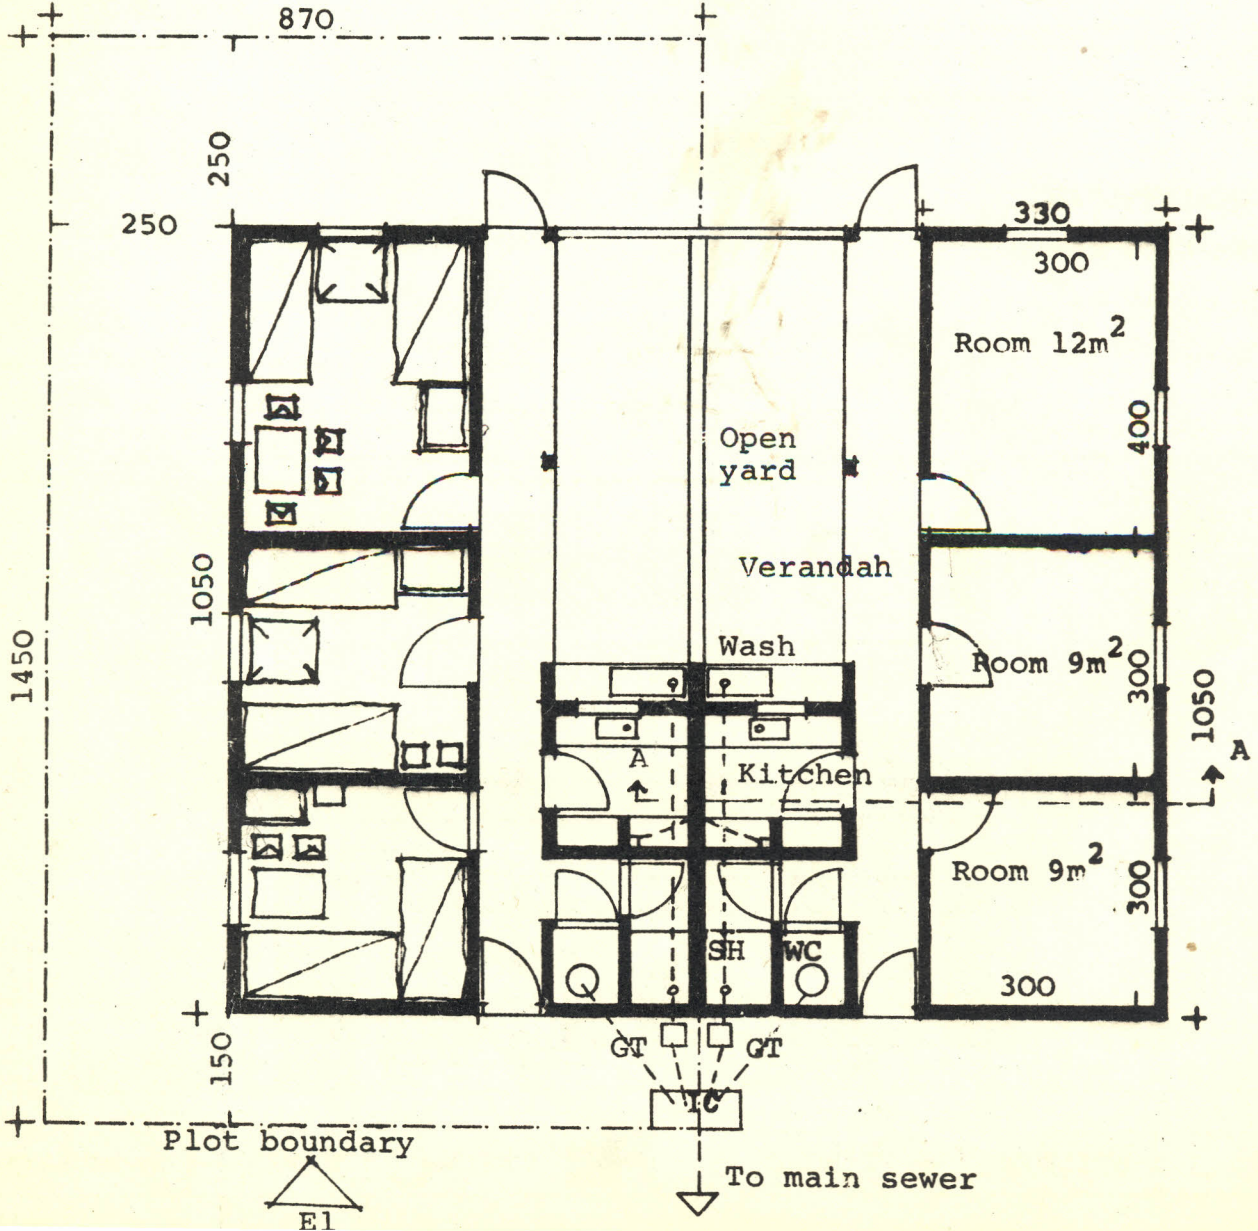 870
250
250
330
300
Room 12m²
400
Open
yard
1050
Verandah
1450
Wash
Room 9m²
300
1050
A
A
Kitchen
Room 9m²
300
SH
WC
300
GT
GT
150
IC
Plot boundary
To main sewer
El